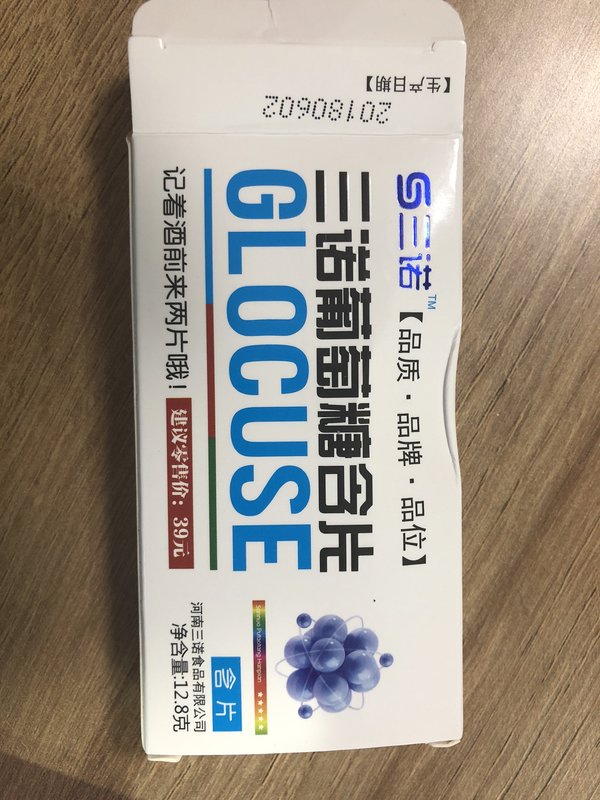 【生产日期】
20180602
S三诺™【品质·品牌·品位】
三诺葡萄糖含片
GLOCUSE
记着酒前来两片哦！
建议零售价：39元
Sannuo Putaotang Hanpian ★★★★★
含片
河南三诺食品有限公司
净含量:12.8克